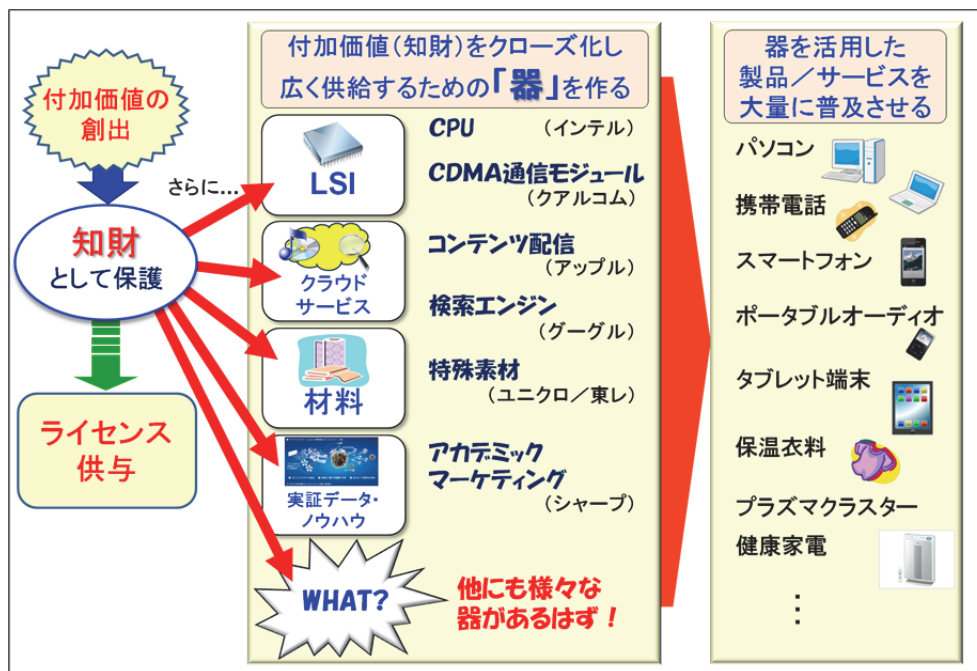 付加価値の
創出
知財
として保護
ライセンス
供与
さらに…
付加価値（知財）をクローズ化し
広く供給するための「器」を作る
LSI
CPU （インテル）
CDMA通信モジュール
（クアルコム）
クラウド
サービス
コンテンツ配信
（アップル）
検索エンジン
（グーグル）
材料
特殊素材
（ユニクロ／東レ）
実証データ・
ノウハウ
アカデミック
マーケティング
（シャープ）
WHAT?
他にも様々な
器があるはず！
器を活用した
製品／サービスを
大量に普及させる
パソコン
携帯電話
スマートフォン
ポータブルオーディオ
タブレット端末
保温衣料
プラズマクラスター
健康家電
⋮